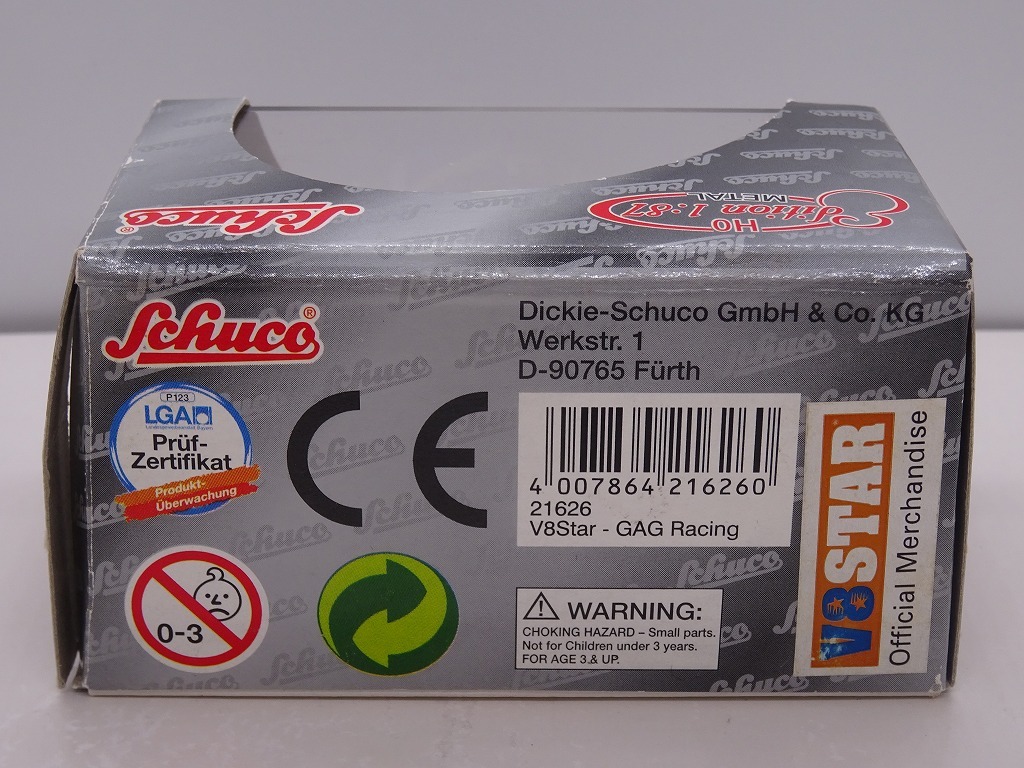 Schuco®
Edition 1:87
H0
METAL
Schuco®
Dickie-Schuco GmbH & Co. KG
Werkstr. 1
D-90765 Fürth
P 123
LGA
Prüf-
Zertifikat
Produkt-
Überwachung
CE
4 007864 216260
21626
V8Star - GAG Racing
0-3
WARNING:
CHOKING HAZARD – Small parts.
Not for Children under 3 years.
FOR AGE 3.& UP.
V8STAR
Official Merchandise